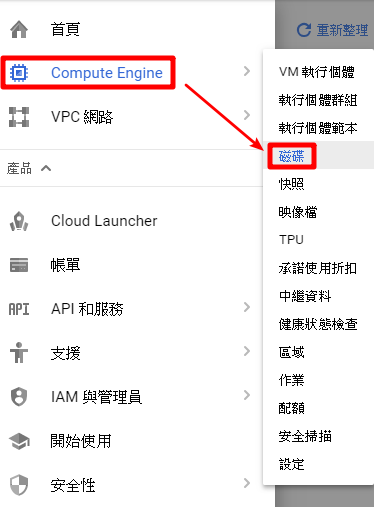 首頁
Compute Engine
VPC 網路
產品
Cloud Launcher
帳單
API API 和服務
支援
IAM 與管理員
開始使用
安全性
重新整理
VM 執行個體
執行個體群組
執行個體範本
磁碟
快照
映像檔
TPU
承諾使用折扣
中繼資料
健康狀態檢查
區域
作業
配額
安全掃描
設定